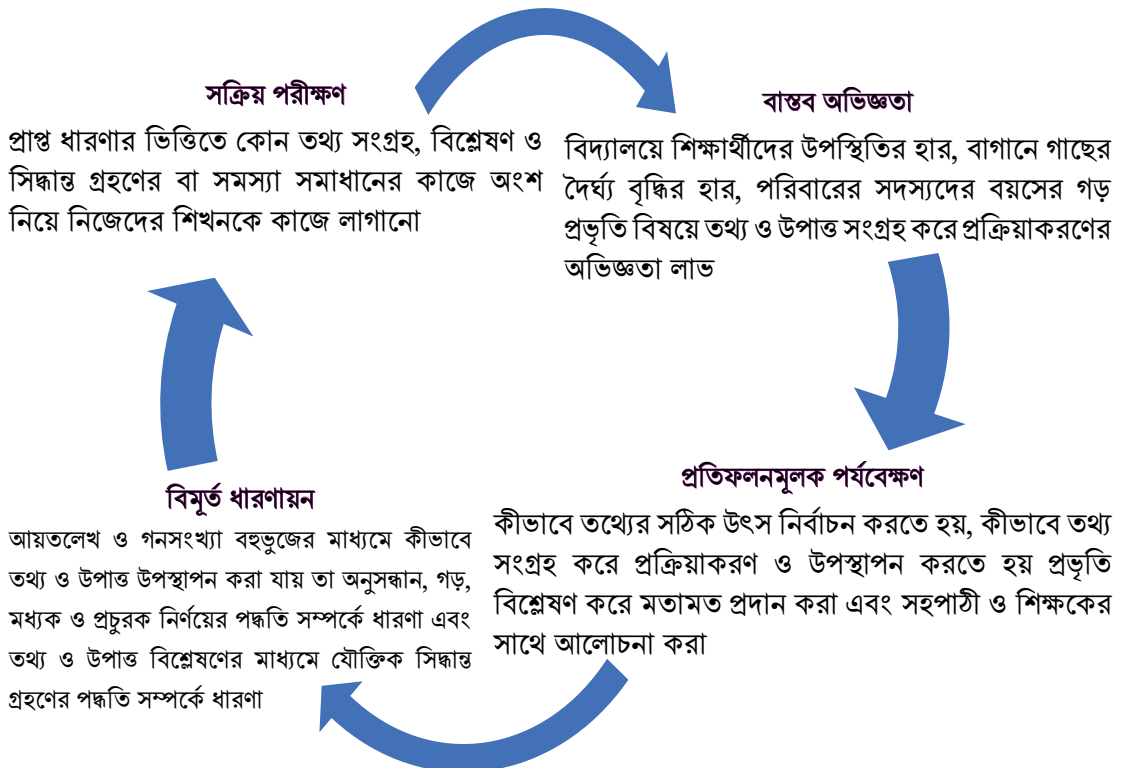 সক্রিয় পরীক্ষণ
প্রাপ্ত ধারণার ভিত্তিতে কোন তথ্য সংগ্রহ, বিশ্লেষণ ও
সিদ্ধান্ত গ্রহণের বা সমস্যা সমাধানের কাজে অংশ
নিয়ে নিজেদের শিখনকে কাজে লাগানো
বাস্তব অভিজ্ঞতা
বিদ্যালয়ে শিক্ষার্থীদের উপস্থিতির হার, বাগানে গাছের
দৈর্ঘ্য বৃদ্ধির হার, পরিবারের সদস্যদের বয়সের গড়
প্রভৃতি বিষয়ে তথ্য ও উপাত্ত সংগ্রহ করে প্রক্রিয়াকরণের
অভিজ্ঞতা লাভ
প্রতিফলনমূলক পর্যবেক্ষণ
কীভাবে তথ্যের সঠিক উৎস নির্বাচন করতে হয়, কীভাবে তথ্য
সংগ্রহ করে প্রক্রিয়াকরণ ও উপস্থাপন করতে হয় প্রভৃতি
বিশ্লেষণ করে মতামত প্রদান করা এবং সহপাঠী ও শিক্ষকের
সাথে আলোচনা করা
বিমূর্ত ধারণায়ন
আয়তলেখ ও গনসংখ্যা বহুভুজের মাধ্যমে কীভাবে
তথ্য ও উপাত্ত উপস্থাপন করা যায় তা অনুসন্ধান, গড়,
মধ্যক ও প্রচুরক নির্ণয়ের পদ্ধতি সম্পর্কে ধারণা এবং
তথ্য ও উপাত্ত বিশ্লেষণের মাধ্যমে যৌক্তিক সিদ্ধান্ত
গ্রহণের পদ্ধতি সম্পর্কে ধারণা